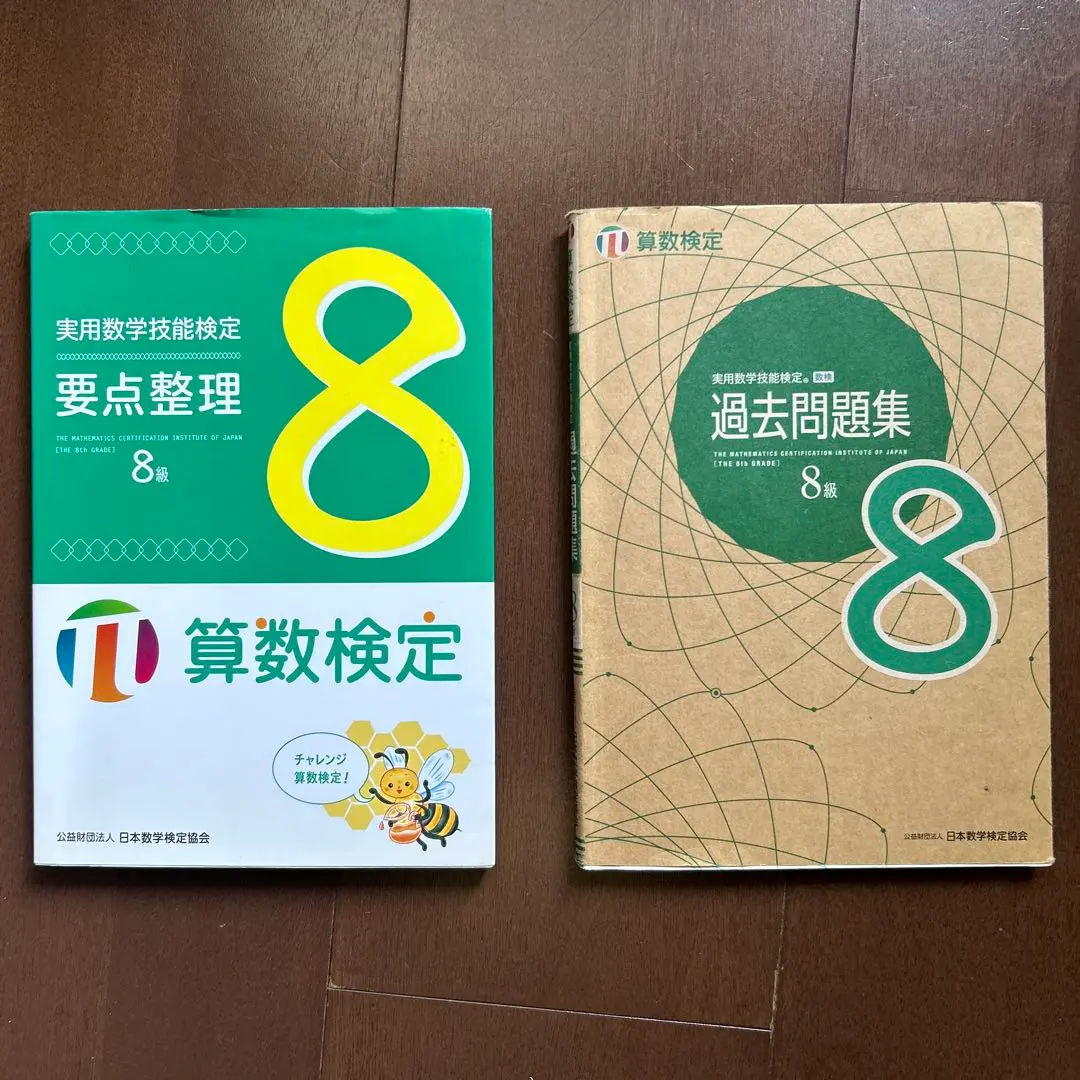 実用数学技能検定
要点整理
THE MATHEMATICS CERTIFICATION INSTITUTE OF JAPAN
[THE 8th GRADE]
8級
8
算数検定
チャレンジ
算数検定!
公益財団法人 日本数学検定協会
算数検定
実用数学技能検定® 数検
過去問題集
THE MATHEMATICS CERTIFICATION INSTITUTE OF JAPAN
[THE 8th GRADE]
8級
8
公益財団法人 日本数学検定協会
過去問題集